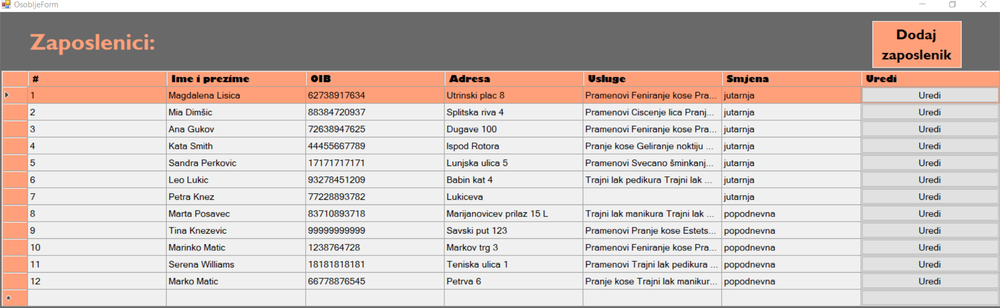 OsobljeForm
Zaposlenici:
Dodaj
zaposlenik
# Ime i prezime OIB Adresa Usluge Smjena Uredi
1 Magdalena Lisica 62738917634 Utrinski plac 8 Pramenovi Feniranje kose Pra... jutarnja Uredi
2 Mia Dimšic 88384720937 Splitska riva 4 Pramenovi Ciscenje lica Pranj... jutarnja Uredi
3 Ana Gukov 72638947625 Dugave 100 Pramenovi Feniranje kose Pra... jutarnja Uredi
4 Kata Smith 44455667789 Ispod Rotora Pranje kose Geliranje noktiju ... jutarnja Uredi
5 Sandra Perkovic 17171717171 Lunjska ulica 5 Pramenovi Svecano šminkanj... jutarnja Uredi
6 Leo Lukic 93278451209 Babin kat 4 Trajni lak pedikura Trajni lak ... jutarnja Uredi
7 Petra Knez 77228893782 Lukiceva jutarnja Uredi
8 Marta Posavec 83710893718 Marijanovicev prilaz 15 L Trajni lak manikura Trajni lak ... popodnevna Uredi
9 Tina Knezevic 99999999999 Savski put 123 Pramenovi Pranje kose Estets... popodnevna Uredi
10 Marinko Matic 1238764728 Markov trg 3 Pramenovi Feniranje kose Pra... popodnevna Uredi
11 Serena Williams 18181818181 Teniska ulica 1 Pramenovi Trajni lak pedikura ... popodnevna Uredi
12 Marko Matic 66778876545 Petrva 6 Pranje kose Trajni lak manikur... popodnevna Uredi